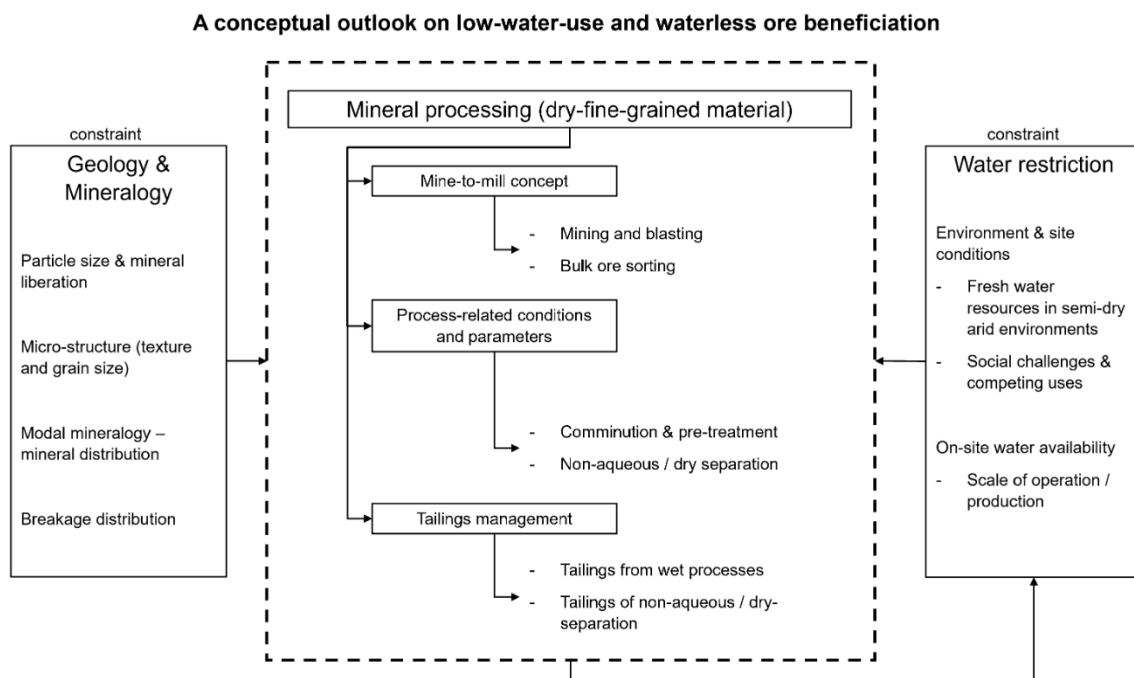 A conceptual outlook on low-water-use and waterless ore beneficiation
constraint
Geology &
Mineralogy
Particle size & mineral
liberation
Micro-structure (texture
and grain size)
Modal mineralogy –
mineral distribution
Breakage distribution
Mineral processing (dry-fine-grained material)
Mine-to-mill concept
- Mining and blasting
- Bulk ore sorting
Process-related conditions
and parameters
- Comminution & pre-treatment
- Non-aqueous / dry separation
Tailings management
- Tailings from wet processes
- Tailings of non-aqueous / dry-
separation
constraint
Water restriction
Environment & site
conditions
- Fresh water
resources in semi-dry
arid environments
- Social challenges &
competing uses
On-site water availability
- Scale of operation /
production